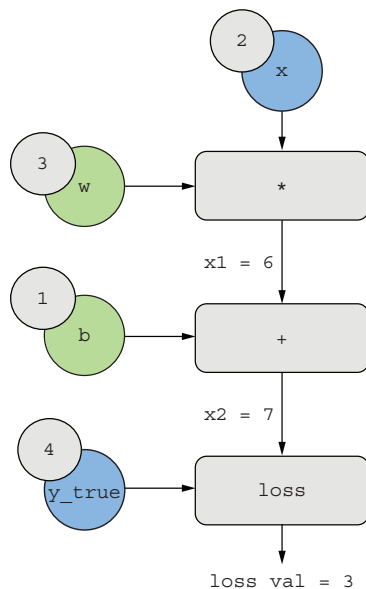 2
x
3
w
*
x1 = 6
1
b
+
x2 = 7
4
y_true
loss
loss val = 3